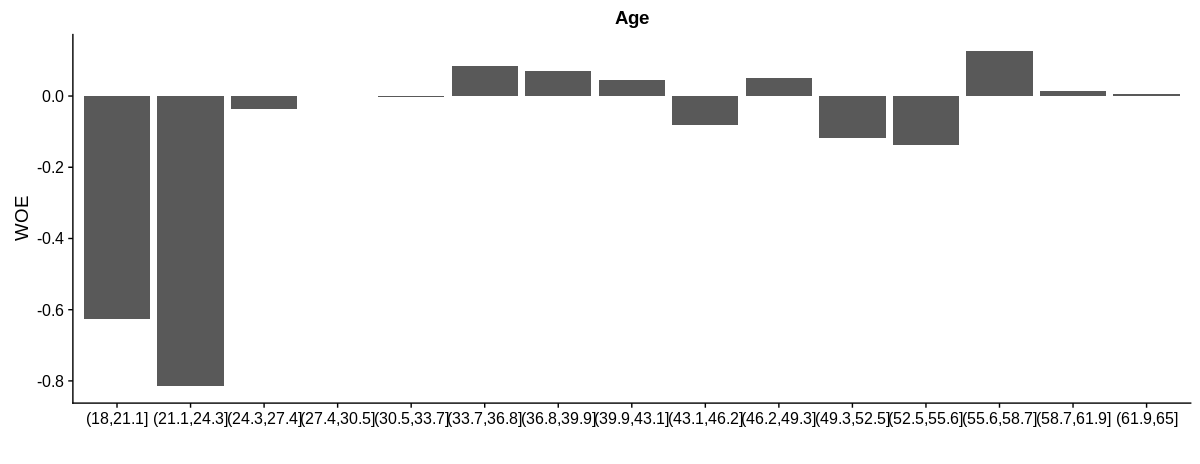 Age
WOE
0.0
-0.2
-0.4
-0.6
-0.8
(18,21.1] (21.1,24.3] (24.3,27.4] (27.4,30.5] (30.5,33.7] (33.7,36.8] (36.8,39.9] (39.9,43.1] (43.1,46.2] (46.2,49.3] (49.3,52.5] (52.5,55.6] (55.6,58.7] (58.7,61.9] (61.9,65]